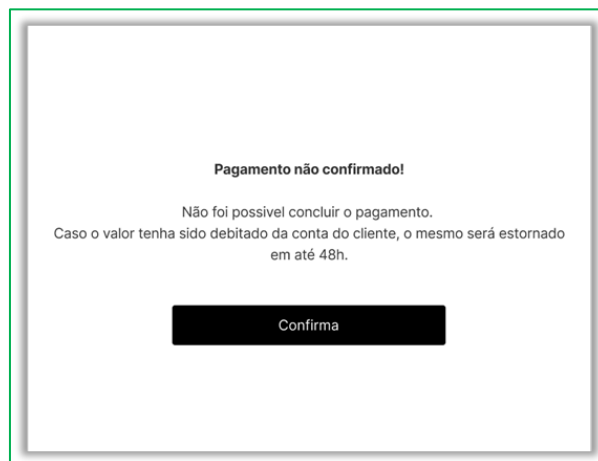 Pagamento não confirmado!
Não foi possivel concluir o pagamento.
Caso o valor tenha sido debitado da conta do cliente, o mesmo será estornado
em até 48h.
Confirma